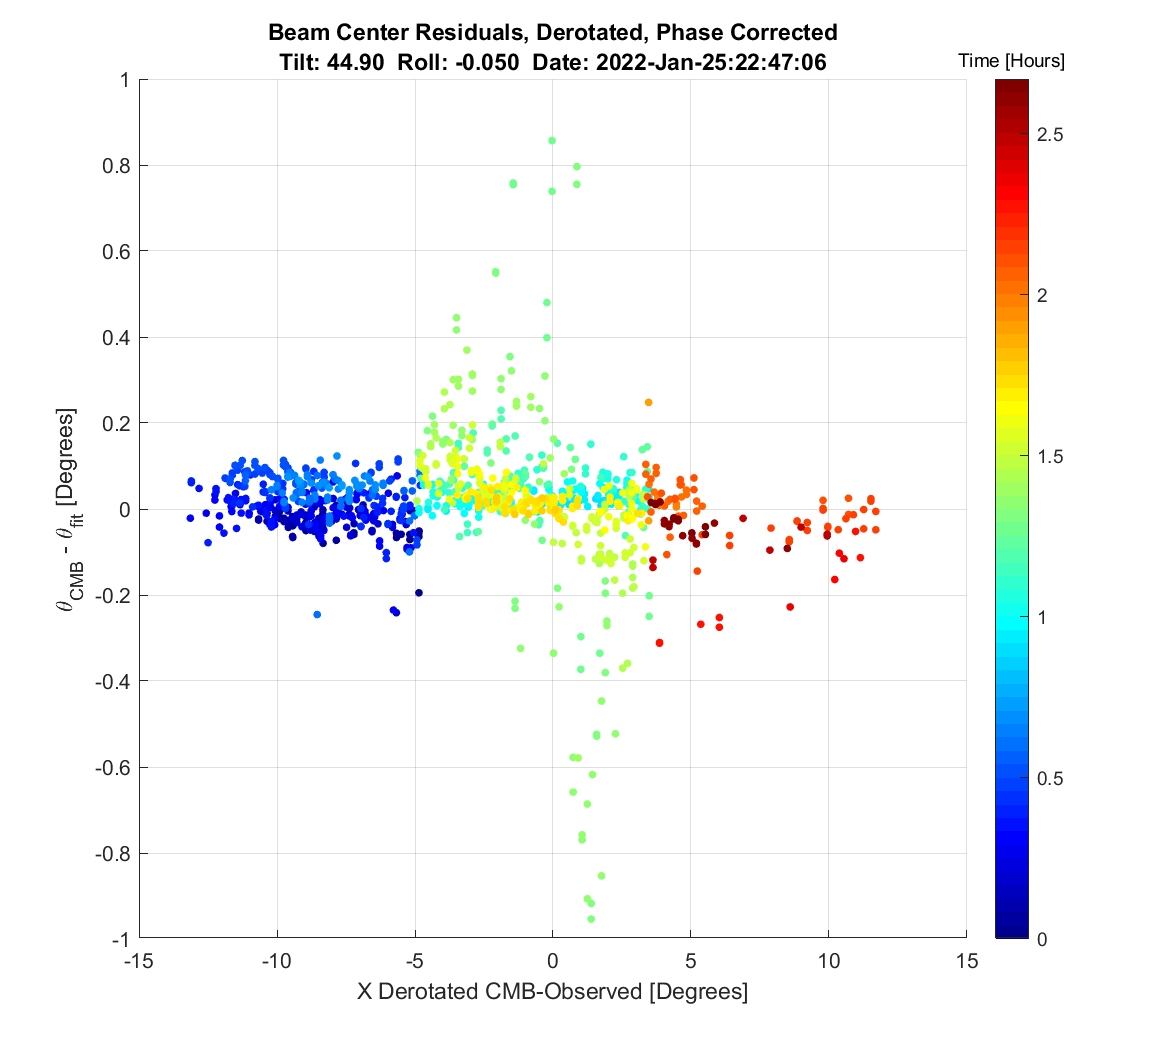 Beam Center Residuals, Derotated, Phase Corrected
Tilt: 44.90  Roll: -0.050  Date: 2022-Jan-25:22:47:06
Time [Hours]
1
0.8
0.6
0.4
0.2
0
-0.2
-0.4
-0.6
-0.8
-1
θCMB - θfit [Degrees]
-15 -10 -5 0 5 10 15
X Derotated CMB-Observed [Degrees]
2.5
2
1.5
1
0.5
0